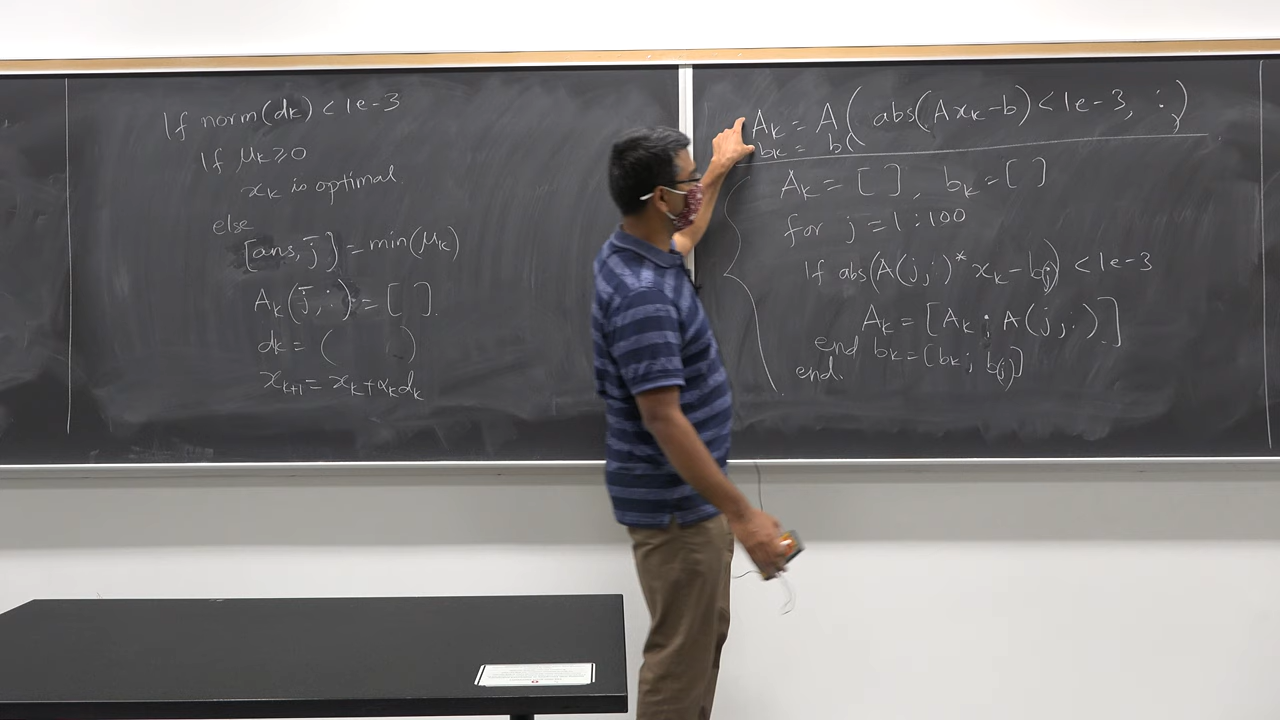 If norm(dk) < 1e-3
If μk ≥ 0
xk is optimal.
else
[ans, j̄] = min(μk)
Ak(j̄, :) = [ ].
dk = ( )
xk+1 = xk + αk dk
Ak = A( abs(Axk-b) < 1e-3, : );
bk = b(
Ak = [ ], bk = [ ]
for j = 1:100
If abs(A(j,:)* xk - b(j)) < 1e-3
Ak = [Ak ; A(j,:)]
end bk = [bk; b(j)]
end.